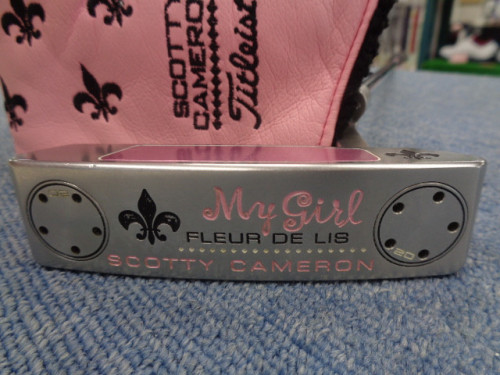 SCOTTY
CAMERON
Titleist
My Girl
FLEUR DE LIS
SCOTTY CAMERON